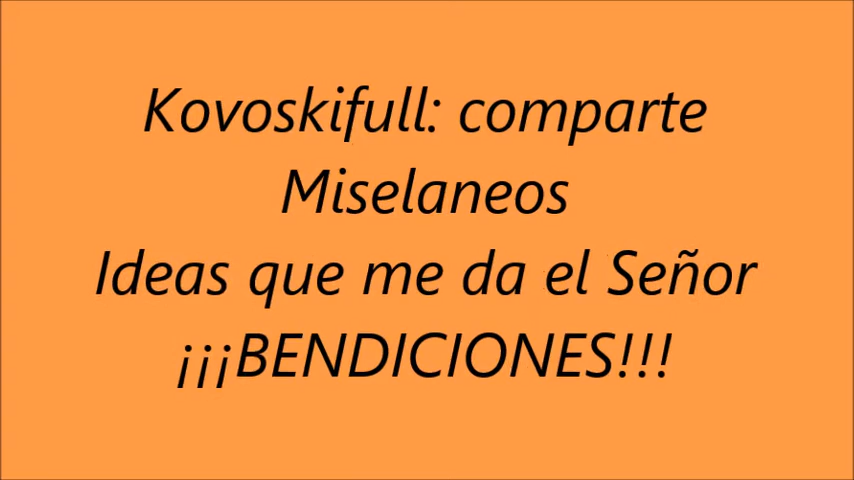 Kovoskifull: comparte
Miselaneos
Ideas que me da el Señor
¡¡¡BENDICIONES!!!